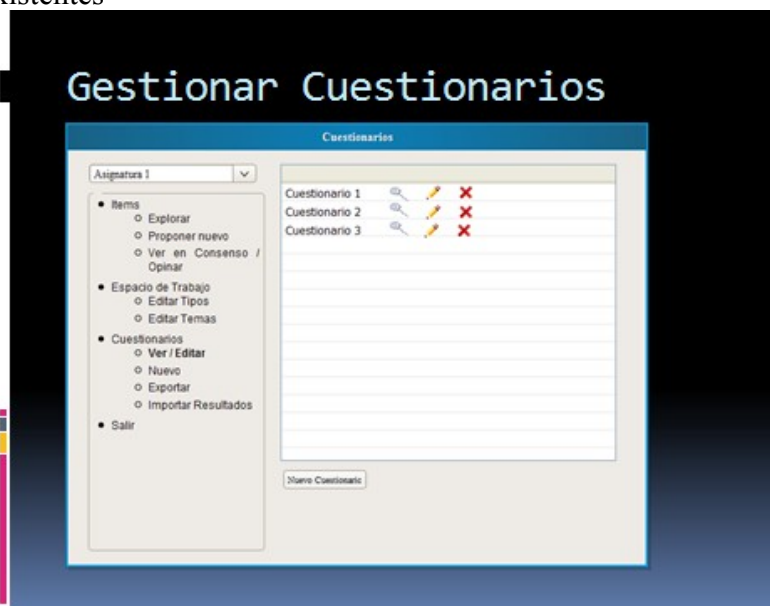 xistentes
Gestionar Cuestionarios
Cuestionarios
Asignatura 1
Items
Explorar
Proponer nuevo
Ver en Consenso /
Opinar
Espacio de Trabajo
Editar Tipos
Editar Temas
Cuestionarios
Ver / Editar
Nuevo
Exportar
Importar Resultados
Salir
Cuestionario 1
Cuestionario 2
Cuestionario 3
Nuevo Cuestionario